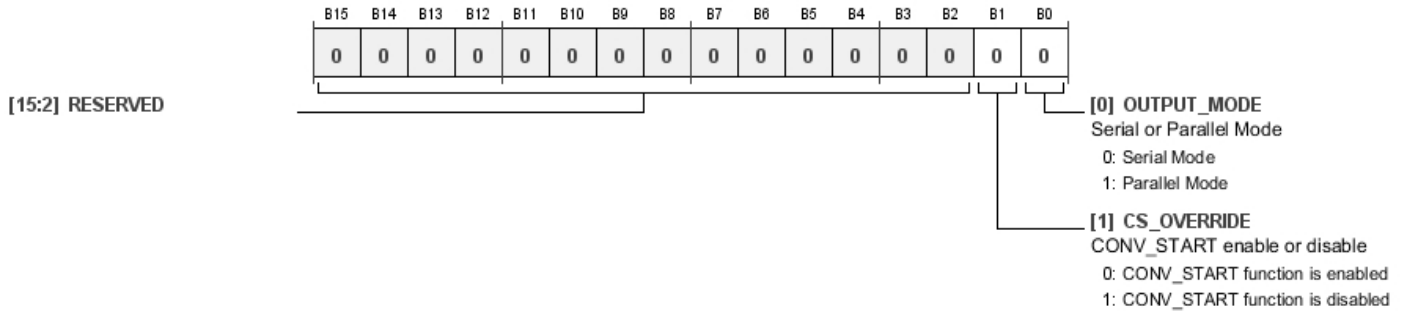 B15 B14 B13 B12 B11 B10 B9 B8 B7 B6 B5 B4 B3 B2 B1 B0
0 0 0 0 0 0 0 0 0 0 0 0 0 0 0 0
[15:2] RESERVED
[0] OUTPUT_MODE
Serial or Parallel Mode
0: Serial Mode
1: Parallel Mode
[1] CS_OVERRIDE
CONV_START enable or disable
0: CONV_START function is enabled
1: CONV_START function is disabled